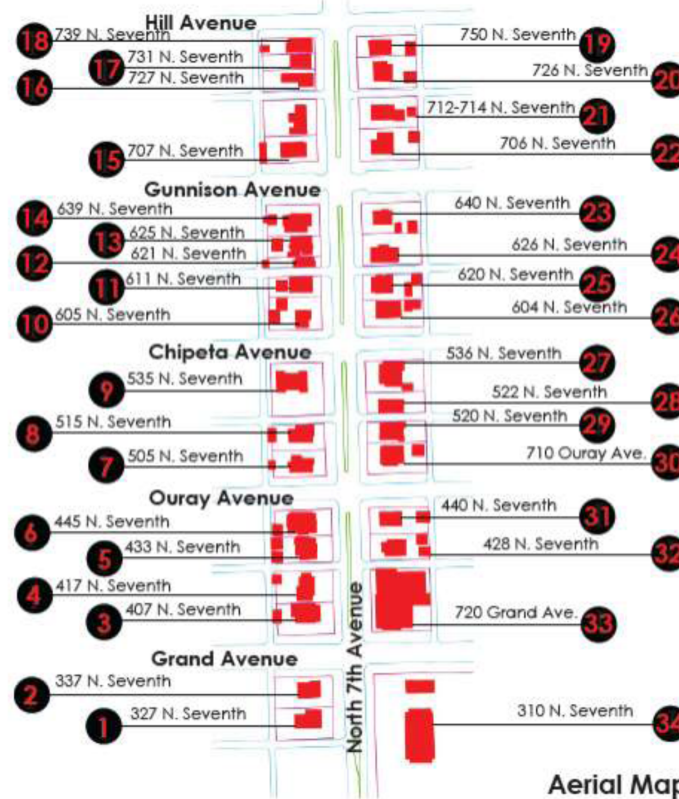 Hill Avenue
18 739 N. Seventh
750 N. Seventh 19
17 731 N. Seventh
16 727 N. Seventh
726 N. Seventh 20
712-714 N. Seventh 21
15 707 N. Seventh
706 N. Seventh 22
Gunnison Avenue
14 639 N. Seventh
640 N. Seventh 23
13 625 N. Seventh
12 621 N. Seventh
626 N. Seventh 24
11 611 N. Seventh
620 N. Seventh 25
10 605 N. Seventh
604 N. Seventh 26
Chipeta Avenue
536 N. Seventh 27
9 535 N. Seventh
522 N. Seventh 28
8 515 N. Seventh
520 N. Seventh 29
7 505 N. Seventh
710 Ouray Ave. 30
Ouray Avenue
6 445 N. Seventh
440 N. Seventh 31
5 433 N. Seventh
428 N. Seventh 32
4 417 N. Seventh
3 407 N. Seventh
720 Grand Ave. 33
North 7th Avenue
Grand Avenue
2 337 N. Seventh
1 327 N. Seventh
310 N. Seventh 34
Aerial Map